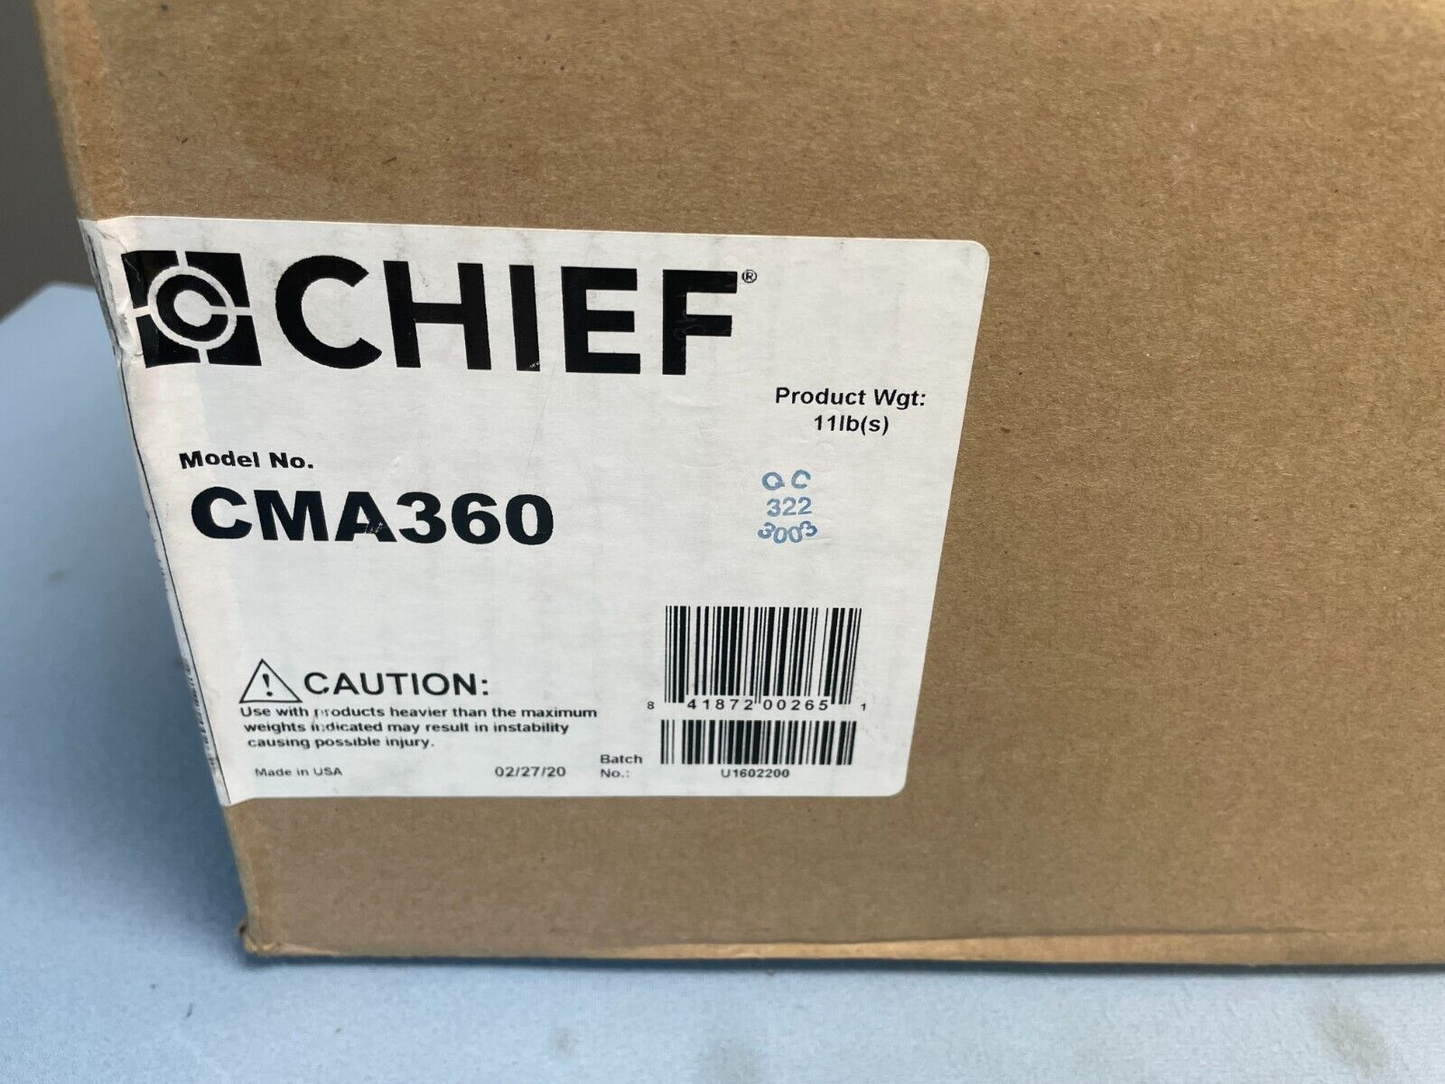 C CHIEF®
Product Wgt:
11lb(s)
Model No.
CMA360
QC
322
3003
CAUTION:
Use with products heavier than the maximum
weights indicated may result in instability
causing possible injury.
Made in USA
02/27/20
8 41872 00265 1
Batch
No.:
U1602200